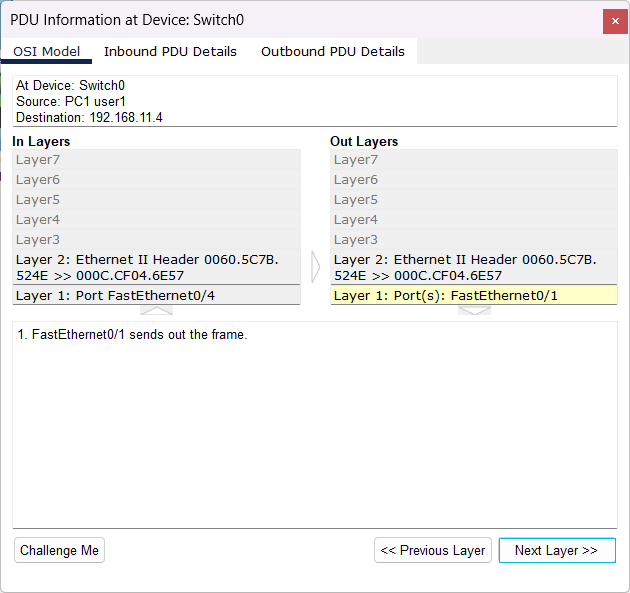 PDU Information at Device: Switch0
OSI Model
Inbound PDU Details
Outbound PDU Details
At Device: Switch0
Source: PC1 user1
Destination: 192.168.11.4
In Layers
Layer7
Layer6
Layer5
Layer4
Layer3
Layer 2: Ethernet II Header 0060.5C7B.
524E >> 000C.CF04.6E57
Layer 1: Port FastEthernet0/4
Out Layers
Layer7
Layer6
Layer5
Layer4
Layer3
Layer 2: Ethernet II Header 0060.5C7B.
524E >> 000C.CF04.6E57
Layer 1: Port(s): FastEthernet0/1
1. FastEthernet0/1 sends out the frame.
Challenge Me
<< Previous Layer
Next Layer >>